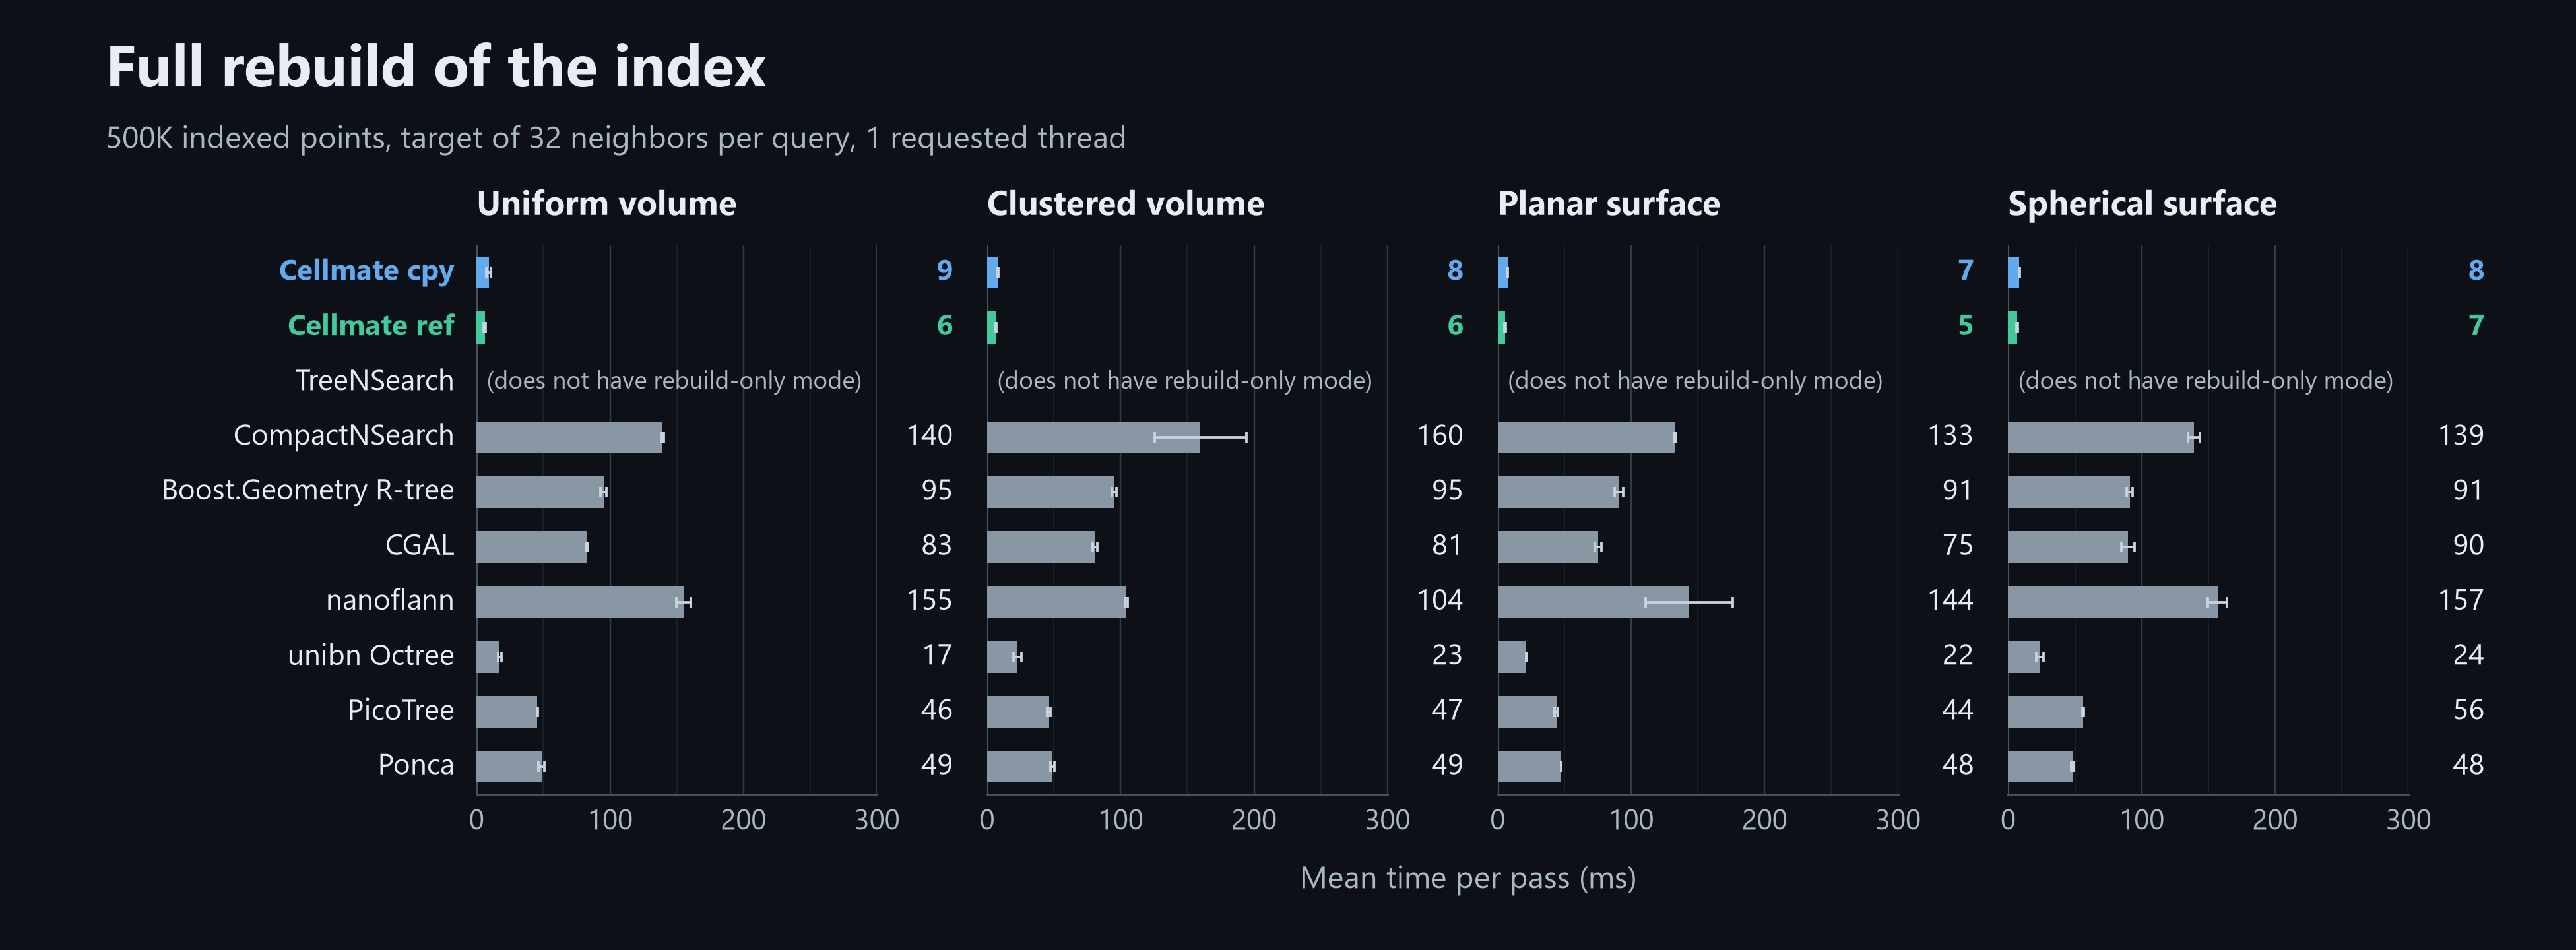 Full rebuild of the index
500K indexed points, target of 32 neighbors per query, 1 requested thread
Uniform volume Clustered volume Planar surface Spherical surface
Cellmate cpy 9 8 7 8
Cellmate ref 6 6 5 7
TreeNSearch (does not have rebuild-only mode) (does not have rebuild-only mode) (does not have rebuild-only mode) (does not have rebuild-only mode)
CompactNSearch 140 160 133 139
Boost.Geometry R-tree 95 95 91 91
CGAL 83 81 75 90
nanoflann 155 104 144 157
unibn Octree 17 23 22 24
PicoTree 46 47 44 56
Ponca 49 49 48 48
0 100 200 300 0 100 200 300 0 100 200 300 0 100 200 300
Mean time per pass (ms)